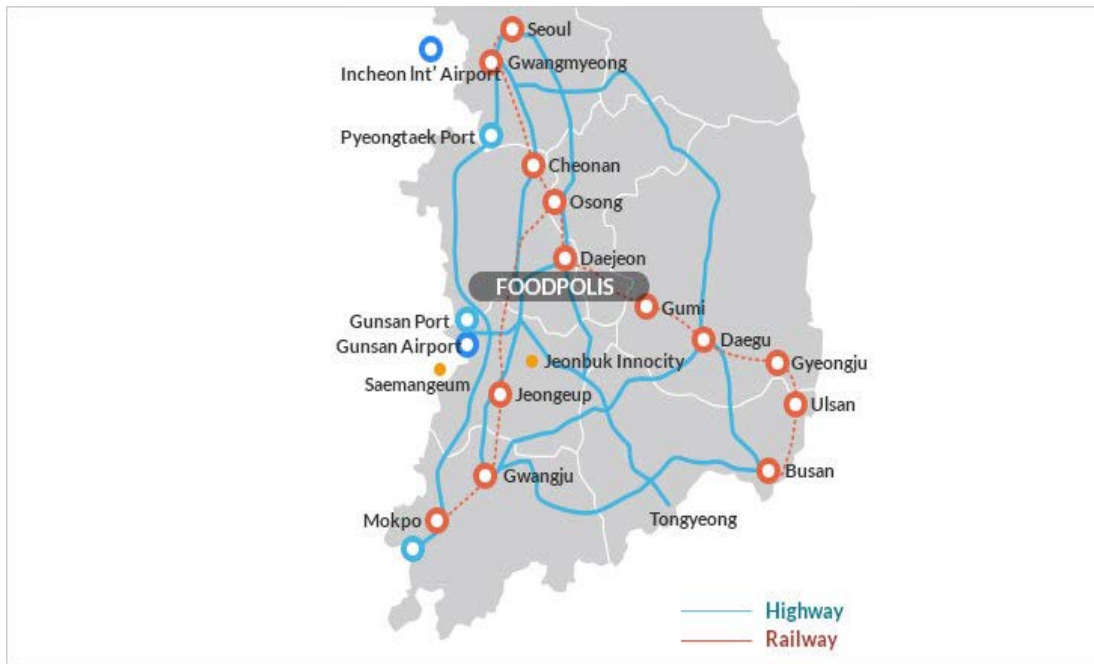 Seoul
Gwangmyeong
Incheon Int' Airport
Pyeongtaek Port
Cheonan
Osong
Daejeon
FOODPOLIS
Gumi
Gunsan Port
Daegu
Gunsan Airport
Jeonbuk Innocity
Gyeongju
Saemangeum
Jeongeup
Ulsan
Busan
Gwangju
Mokpo
Tongyeong
Highway
Railway